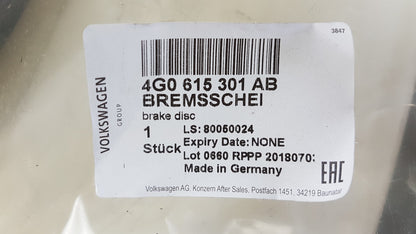 3847
VOLKSWAGEN
GROUP
4G0 615 301 AB
BREMSSCHEI
brake disc
1 LS: 80050024
Stück Expiry Date: NONE
Lot 0660 RPPP 20180703
Made in Germany
EAC
Volkswagen AG. Konzern After Sales. Postfach 1451, 34219 Baunatal